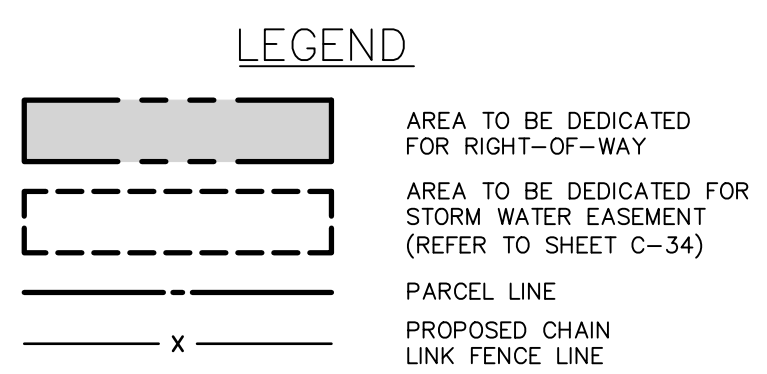 LEGEND
AREA TO BE DEDICATED
FOR RIGHT-OF-WAY
AREA TO BE DEDICATED FOR
STORM WATER EASEMENT
(REFER TO SHEET C-34)
PARCEL LINE
X
PROPOSED CHAIN
LINK FENCE LINE